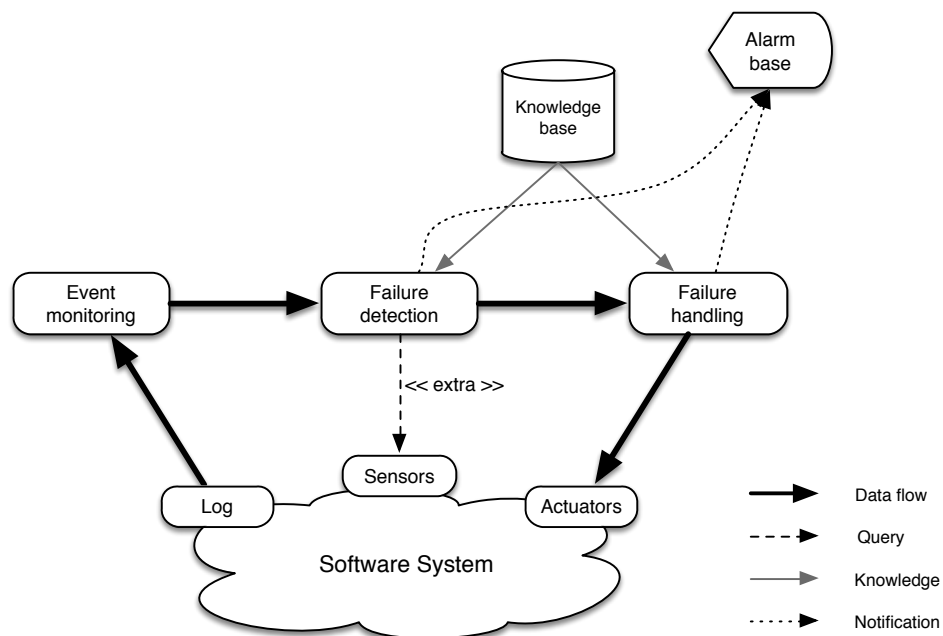 Alarm
base
Knowledge
base
Event
monitoring
Failure
detection
Failure
handling
<< extra >>
Sensors
Log
Actuators
Software System
Data flow
Query
Knowledge
Notification